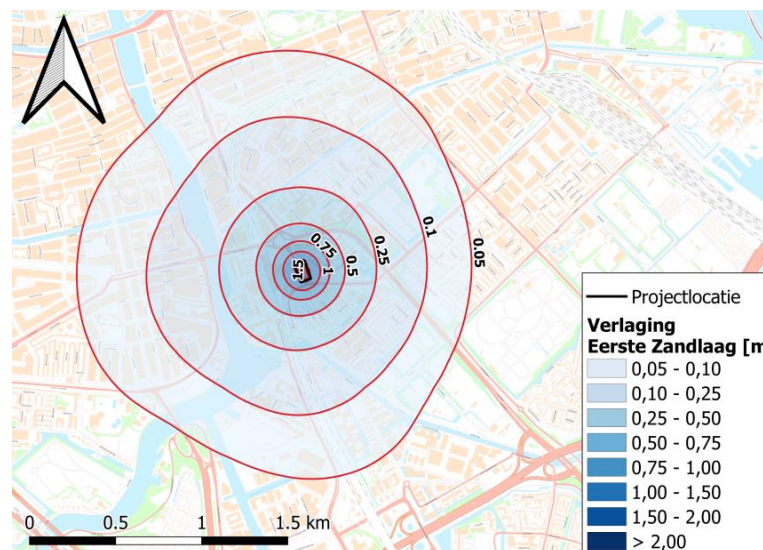 0.1
0.05
0.25
0.75
0.5
1
1.5
Projectlocatie
Verlaging
Eerste Zandlaag [m
0,05 - 0,10
0,10 - 0,25
0,25 - 0,50
0,50 - 0,75
0,75 - 1,00
1,00 - 1,50
1,50 - 2,00
> 2,00
0 0.5 1 1.5 km